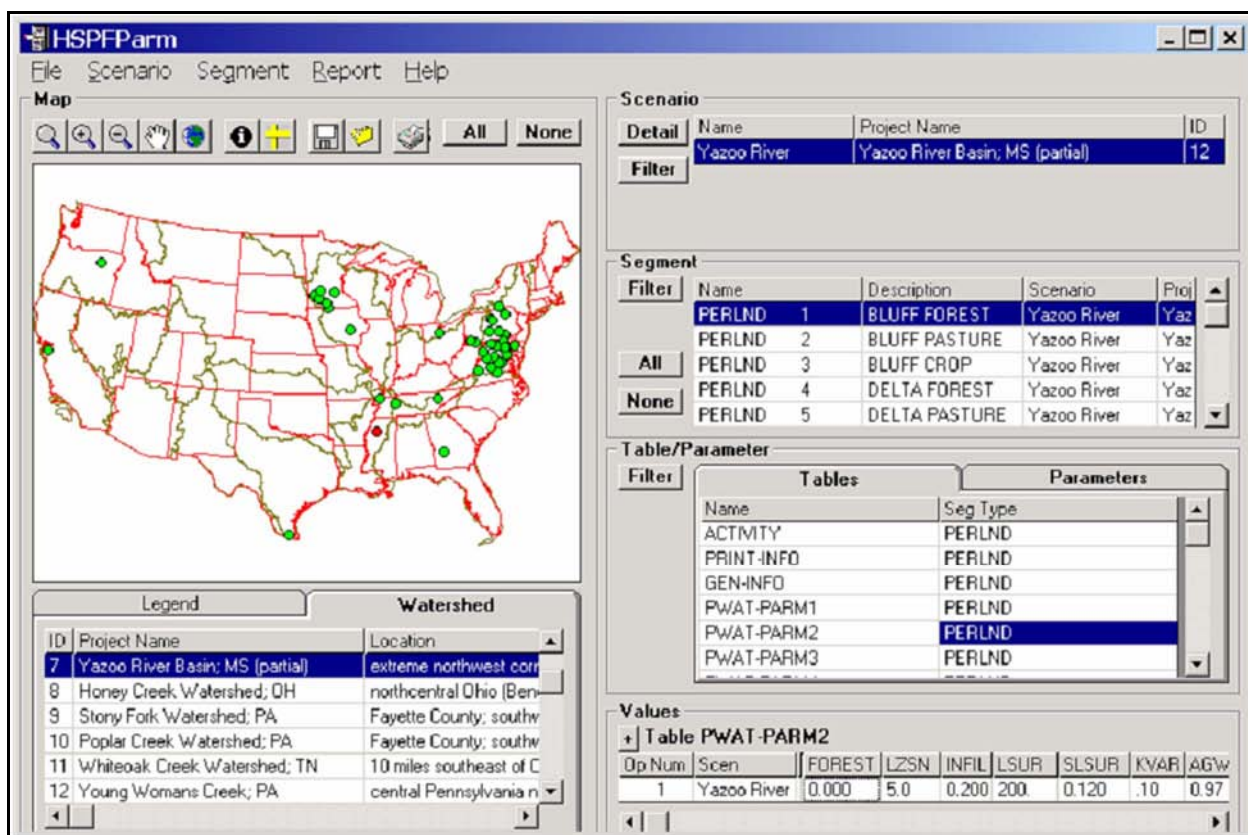 HSPFParm
File Scenario Segment Report Help
Map
All None
Legend Watershed
ID Project Name Location
7 Yazoo River Basin; MS (partial) extreme northwest corr
8 Honey Creek Watershed; OH northcentral Ohio (Ben
9 Stony Fork Watershed; PA Fayette County; southw
10 Poplar Creek Watershed; PA Fayette County; southw
11 Whiteoak Creek Watershed; TN 10 miles southeast of C
12 Young Womans Creek; PA central Pennsylvania n
Scenario
Detail
Filter
Name Project Name ID
Yazoo River Yazoo River Basin; MS (partial) 12
Segment
Filter
All
None
Name Description Scenario Proj
PERLND 1 BLUFF FOREST Yazoo River Yaz
PERLND 2 BLUFF PASTURE Yazoo River Yaz
PERLND 3 BLUFF CROP Yazoo River Yaz
PERLND 4 DELTA FOREST Yazoo River Yaz
PERLND 5 DELTA PASTURE Yazoo River Yaz
Table/Parameter
Filter
Tables Parameters
Name Seg Type
ACTIVITY PERLND
PRINT-INFO PERLND
GEN-INFO PERLND
PWAT-PARM1 PERLND
PWAT-PARM2 PERLND
PWAT-PARM3 PERLND
Values
+ Table PWAT-PARM2
Op Num Scen FOREST LZSN INFIL LSUR SLSUR KVAR AGW
1 Yazoo River 0.000 5.0 0.200 200. 0.120 .10 0.97